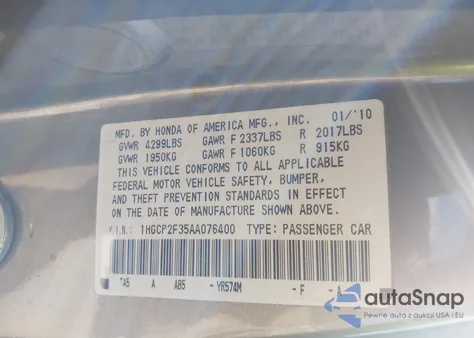 MFD. BY HONDA OF AMERICA MFG., INC. 01/'10
GVWR 4299LBS GAWR F 2337LBS R 2017LBS
GVWR 1950KG GAWR F 1060KG R 915KG
THIS VEHICLE CONFORMS TO ALL APPLICABLE
FEDERAL MOTOR VEHICLE SAFETY, BUMPER,
AND THEFT PREVENTION STANDARDS IN EFFECT
ON THE DATE OF MANUFACTURE SHOWN ABOVE.
V.I.N.: 1HGCP2F35AA076400 TYPE: PASSENGER CAR
TA5 A AB5 - YR574M - F - A
autoSnap
Pewne auta z aukcji USA i EU